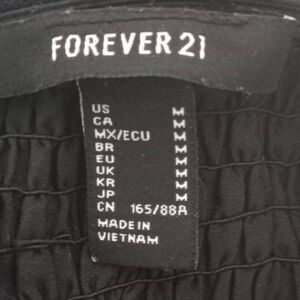 FOREVER 21
US M
CA M
MX/ECU M
BR M
EU M
UK M
KR M
JP M
CN 165/88A
MADE IN
VIETNAM